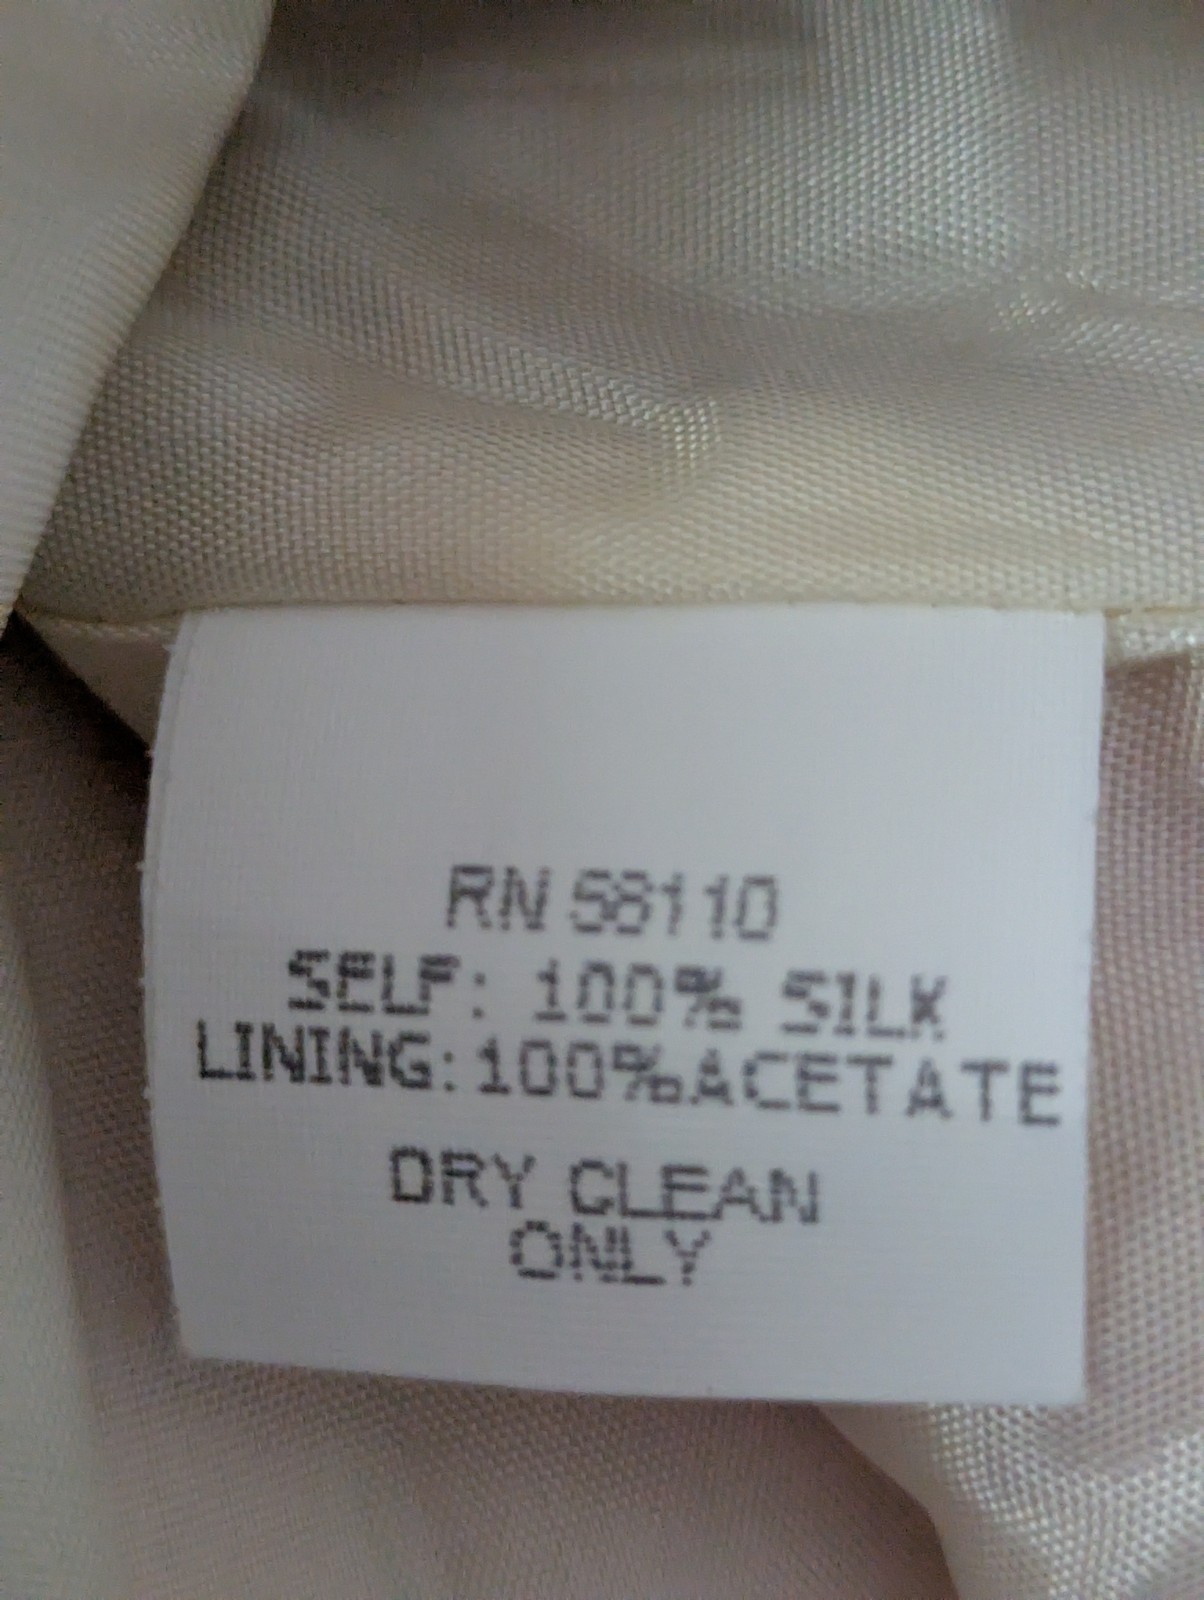 RN 58110
SELF: 100% SILK
LINING:100%ACETATE
DRY CLEAN
ONLY